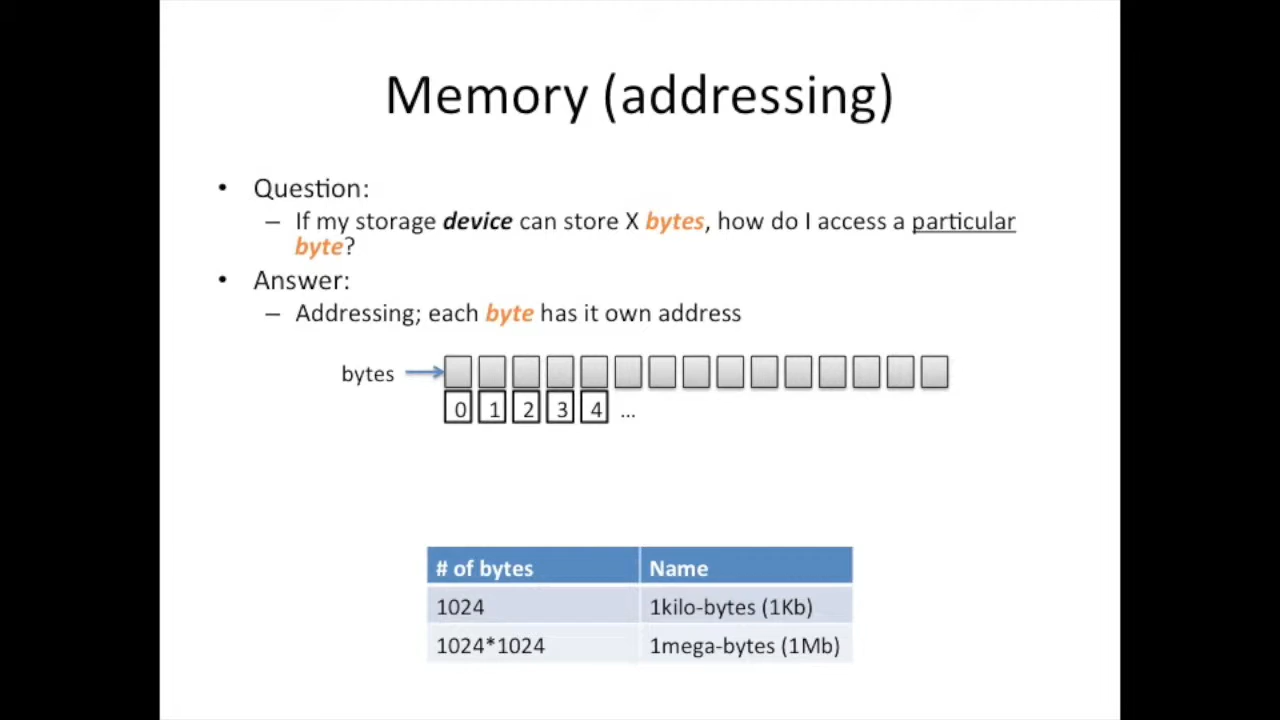 Memory (addressing)
• Question:
– If my storage device can store X bytes, how do I access a particular
byte?
• Answer:
– Addressing; each byte has it own address
bytes
0 1 2 3 4 ...
# of bytes Name
1024 1kilo-bytes (1Kb)
1024*1024 1mega-bytes (1Mb)